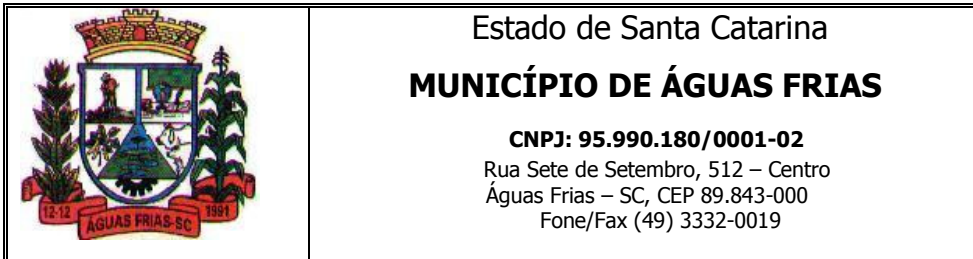 12-12
ÁGUAS FRIAS-SC
1991
Estado de Santa Catarina
MUNICÍPIO DE ÁGUAS FRIAS
CNPJ: 95.990.180/0001-02
Rua Sete de Setembro, 512 – Centro
Águas Frias – SC, CEP 89.843-000
Fone/Fax (49) 3332-0019